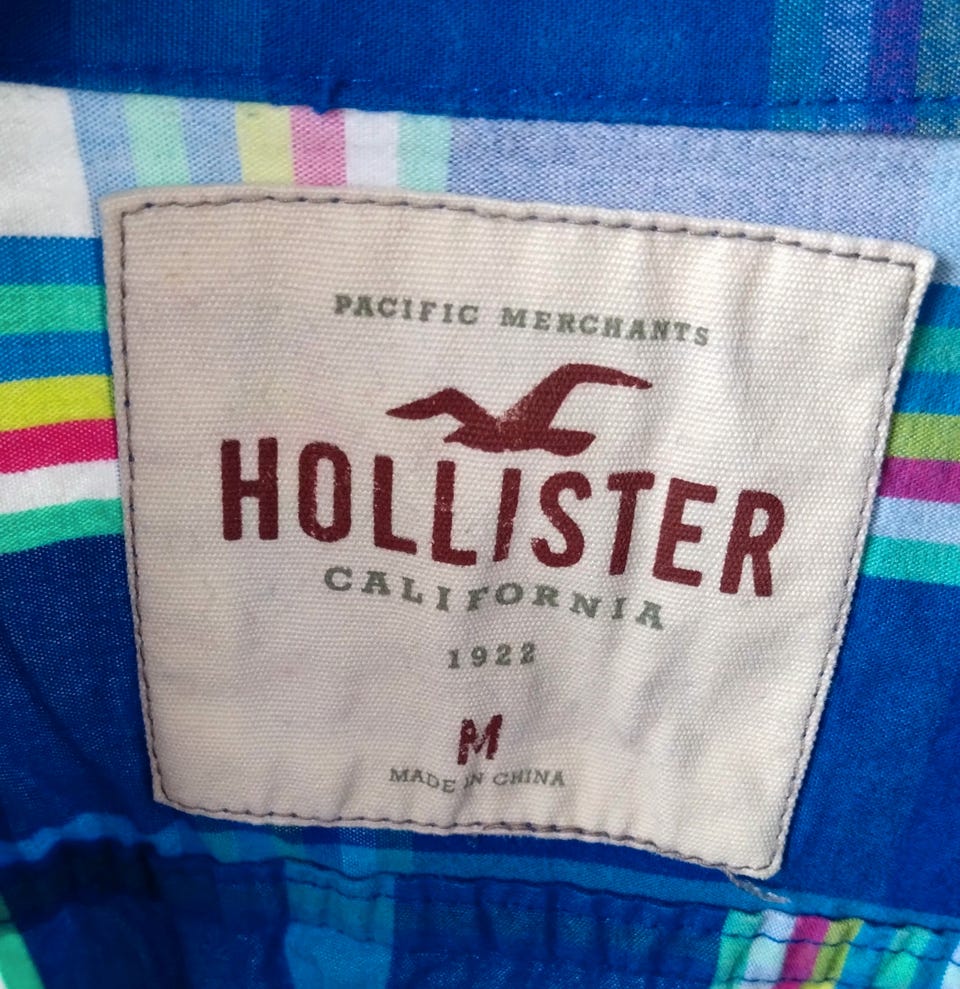 PACIFIC MERCHANTS
HOLLISTER
CALIFORNIA
1922
M
MADE IN CHINA